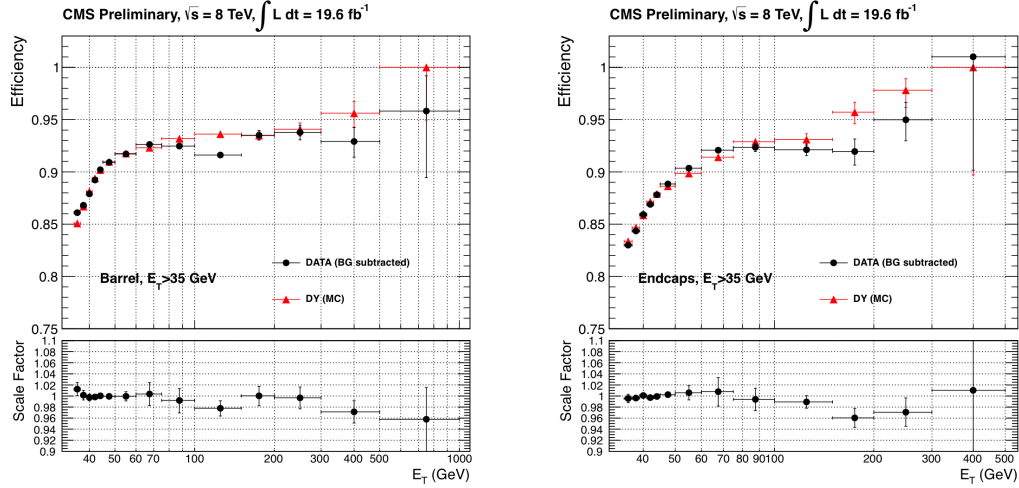 CMS Preliminary, √s = 8 TeV, ∫ L dt = 19.6 fb⁻¹
Efficiency
1
0.95
0.9
0.85
0.8
0.75
DATA (BG subtracted)
Barrel, E_T>35 GeV
DY (MC)
Scale Factor
1.1
1.08
1.06
1.04
1.02
1
0.98
0.96
0.94
0.92
0.9
40 50 60 70 100 200 300 400 500 1000
E_T (GeV)
CMS Preliminary, √s = 8 TeV, ∫ L dt = 19.6 fb⁻¹
Efficiency
1
0.95
0.9
0.85
0.8
0.75
DATA (BG subtracted)
Endcaps, E_T>35 GeV
DY (MC)
Scale Factor
1.1
1.08
1.06
1.04
1.02
1
0.98
0.96
0.94
0.92
0.9
40 50 60 70 80 90100 200 300 400 500
E_T (GeV)